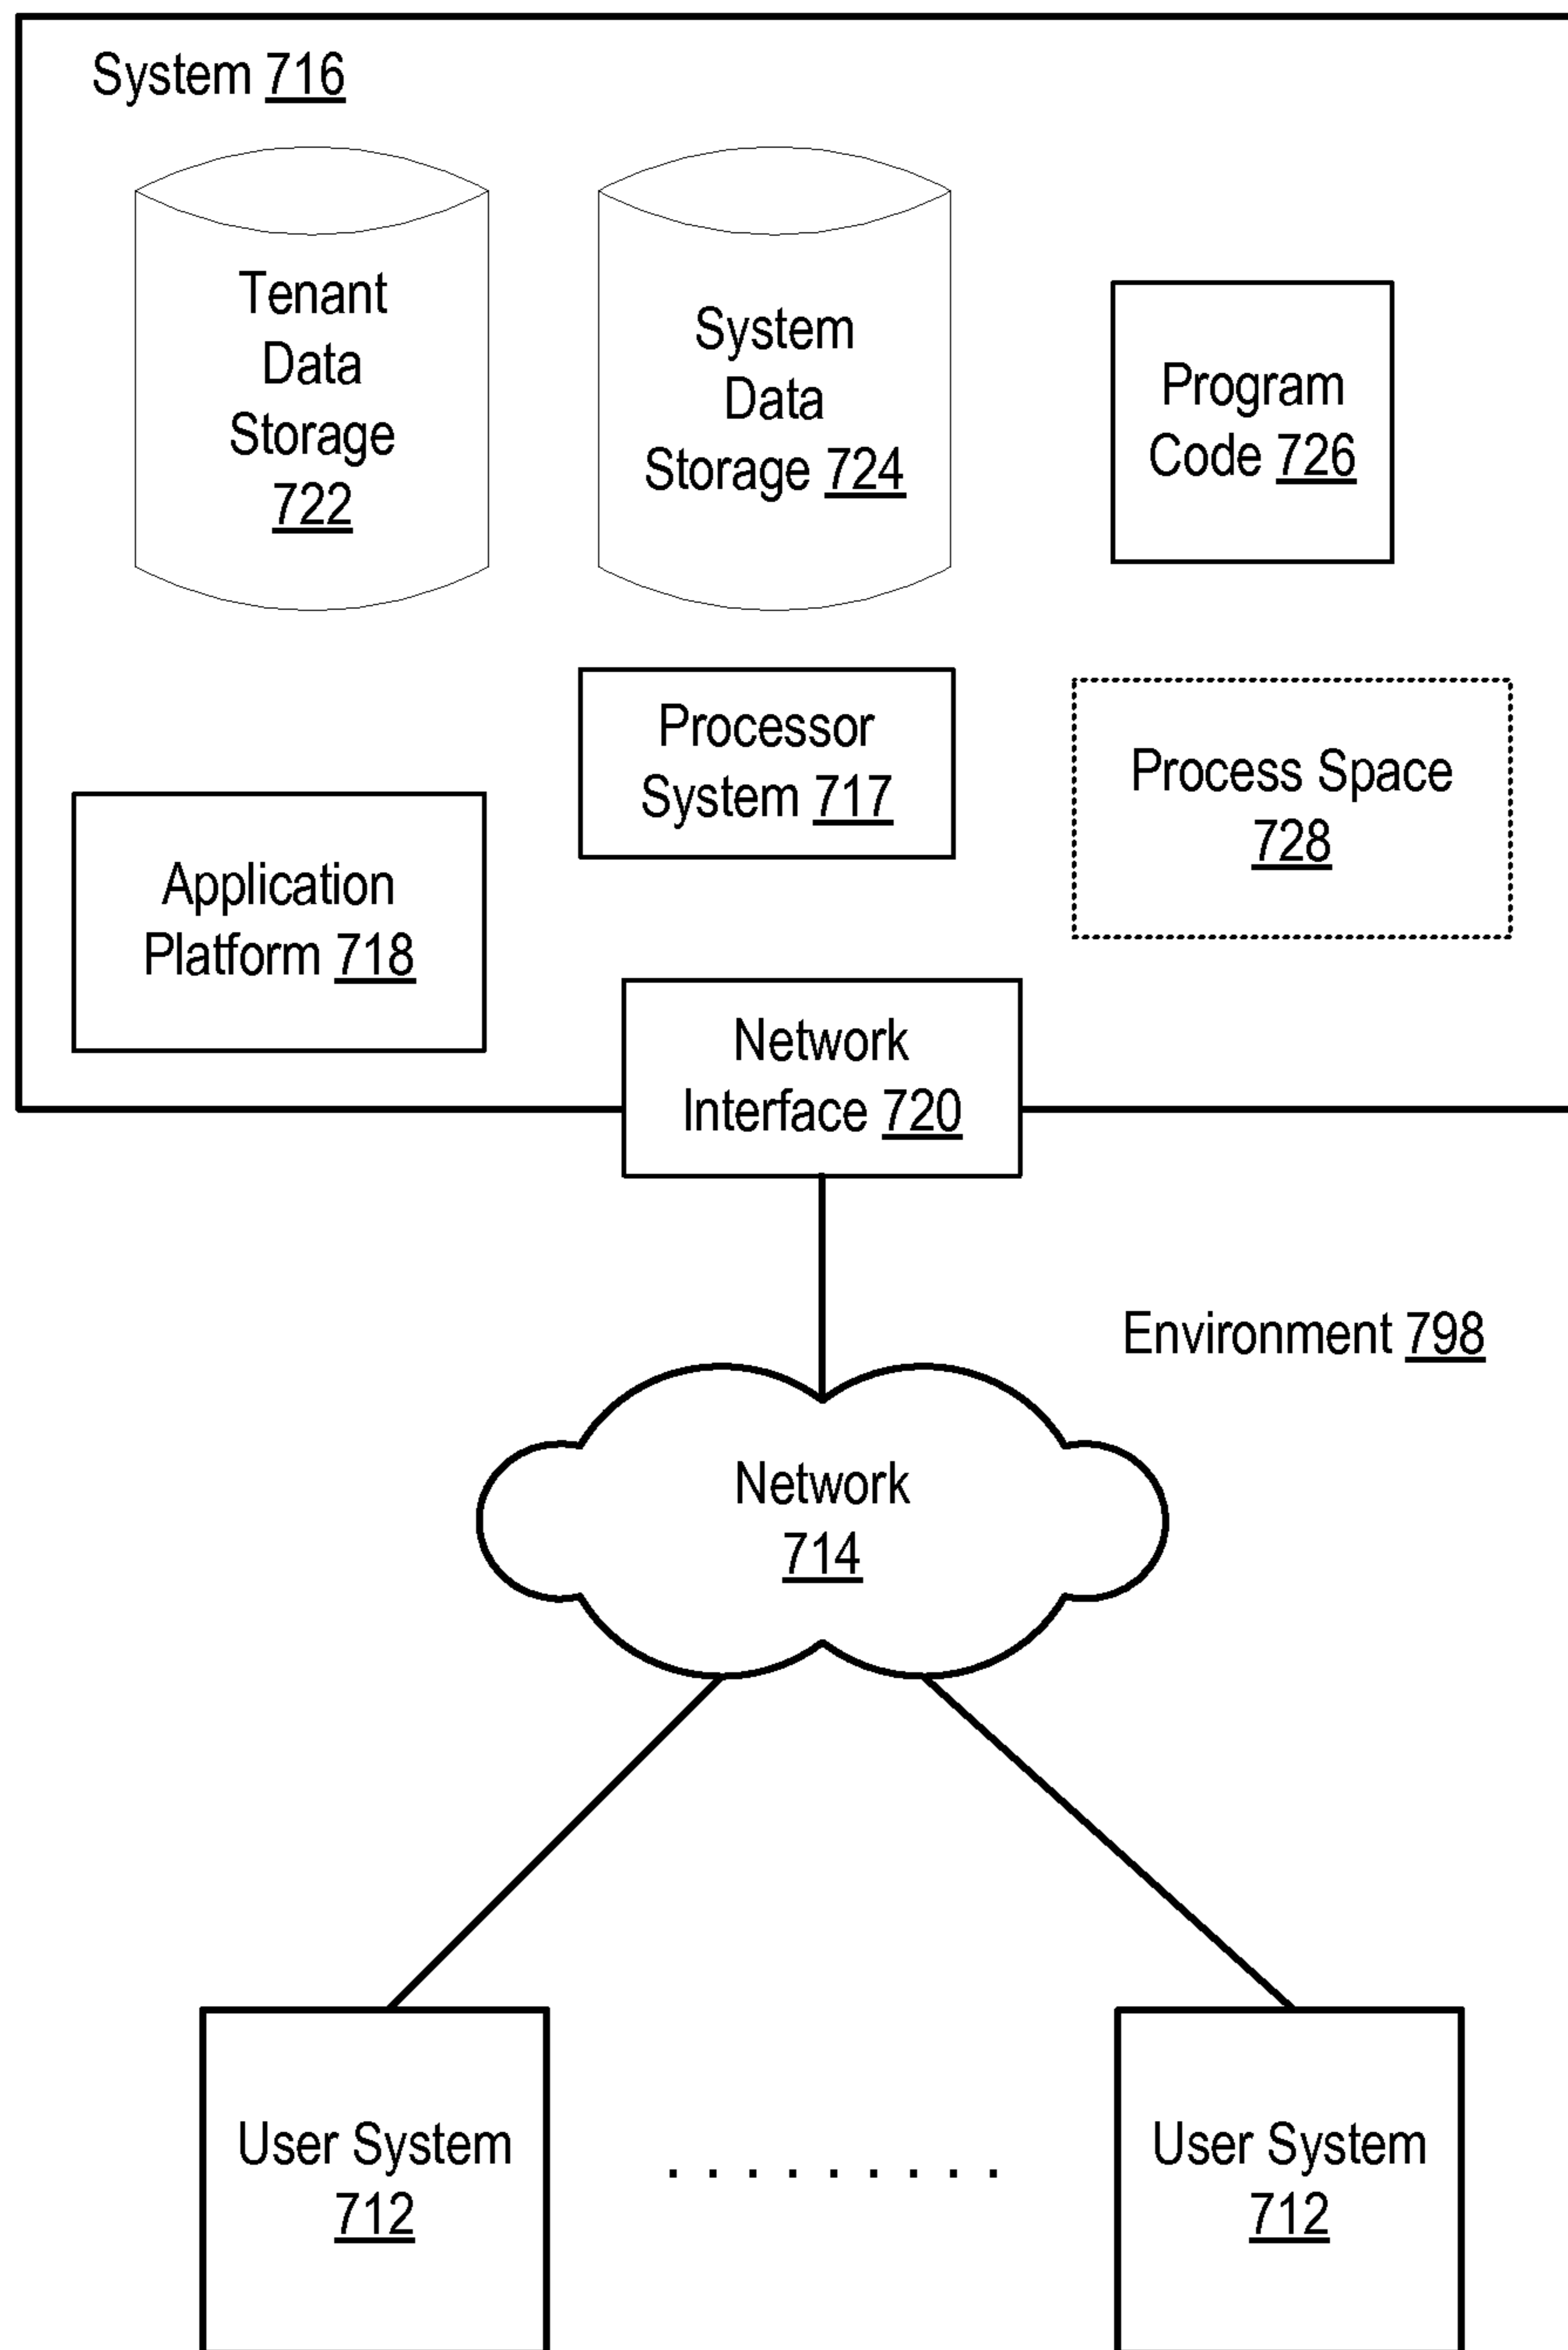 System 716
Tenant
Data
Storage
722
System
Data
Storage 724
Program
Code 726
Processor
System 717
Process Space
728
Application
Platform 718
Network
Interface 720
Environment 798
Network
714
User System
712
. . . . . . . . .
User System
712